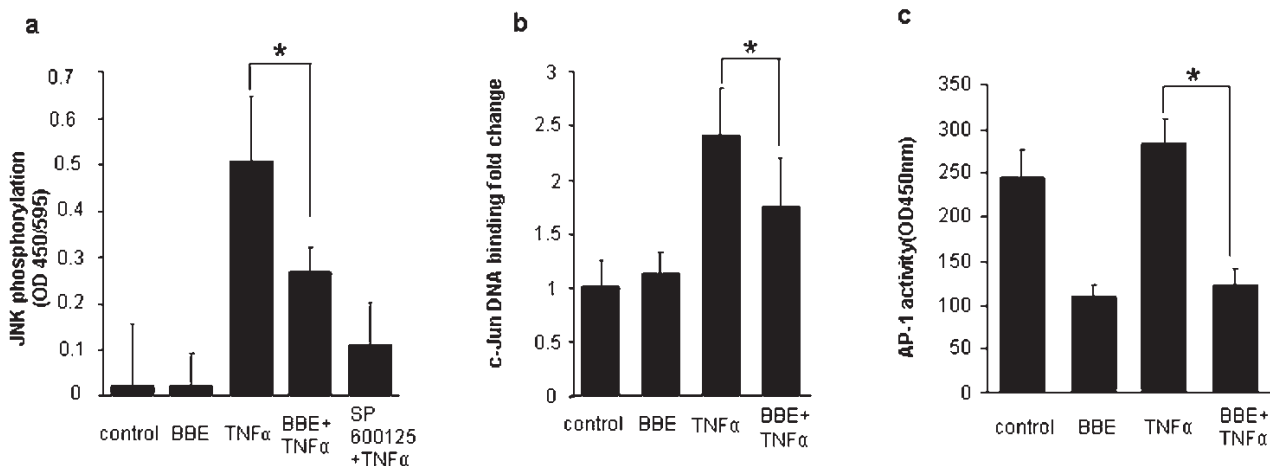 a
*
JNK phosphorylation
(OD 450/595)
0.7
0.6
0.5
0.4
0.3
0.2
0.1
0
control
BBE
TNFα
BBE+
TNFα
SP
600125
+TNFα
b
*
c-Jun DNA binding fold change
3
2.5
2
1.5
1
0.5
0
control
BBE
TNFα
BBE+
TNFα
c
*
AP-1 activity(OD450nm)
350
300
250
200
150
100
50
0
control
BBE
TNFα
BBE+
TNFα